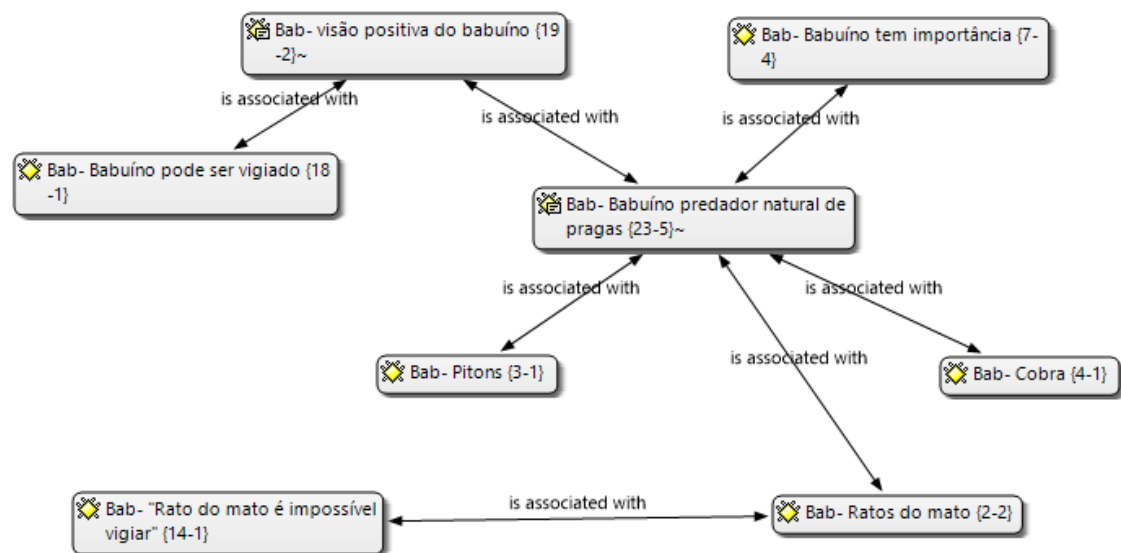 Bab- visão positiva do babuíno {19
-2}~
Bab- Babuíno tem importância {7-
4}
is associated with
is associated with
is associated with
Bab- Babuíno pode ser vigiado {18
-1}
Bab- Babuíno predador natural de
pragas {23-5}~
is associated with
is associated with
is associated with
Bab- Pitons {3-1}
Bab- Cobra {4-1}
Bab- "Rato do mato é impossível
vigiar" {14-1}
is associated with
Bab- Ratos do mato {2-2}